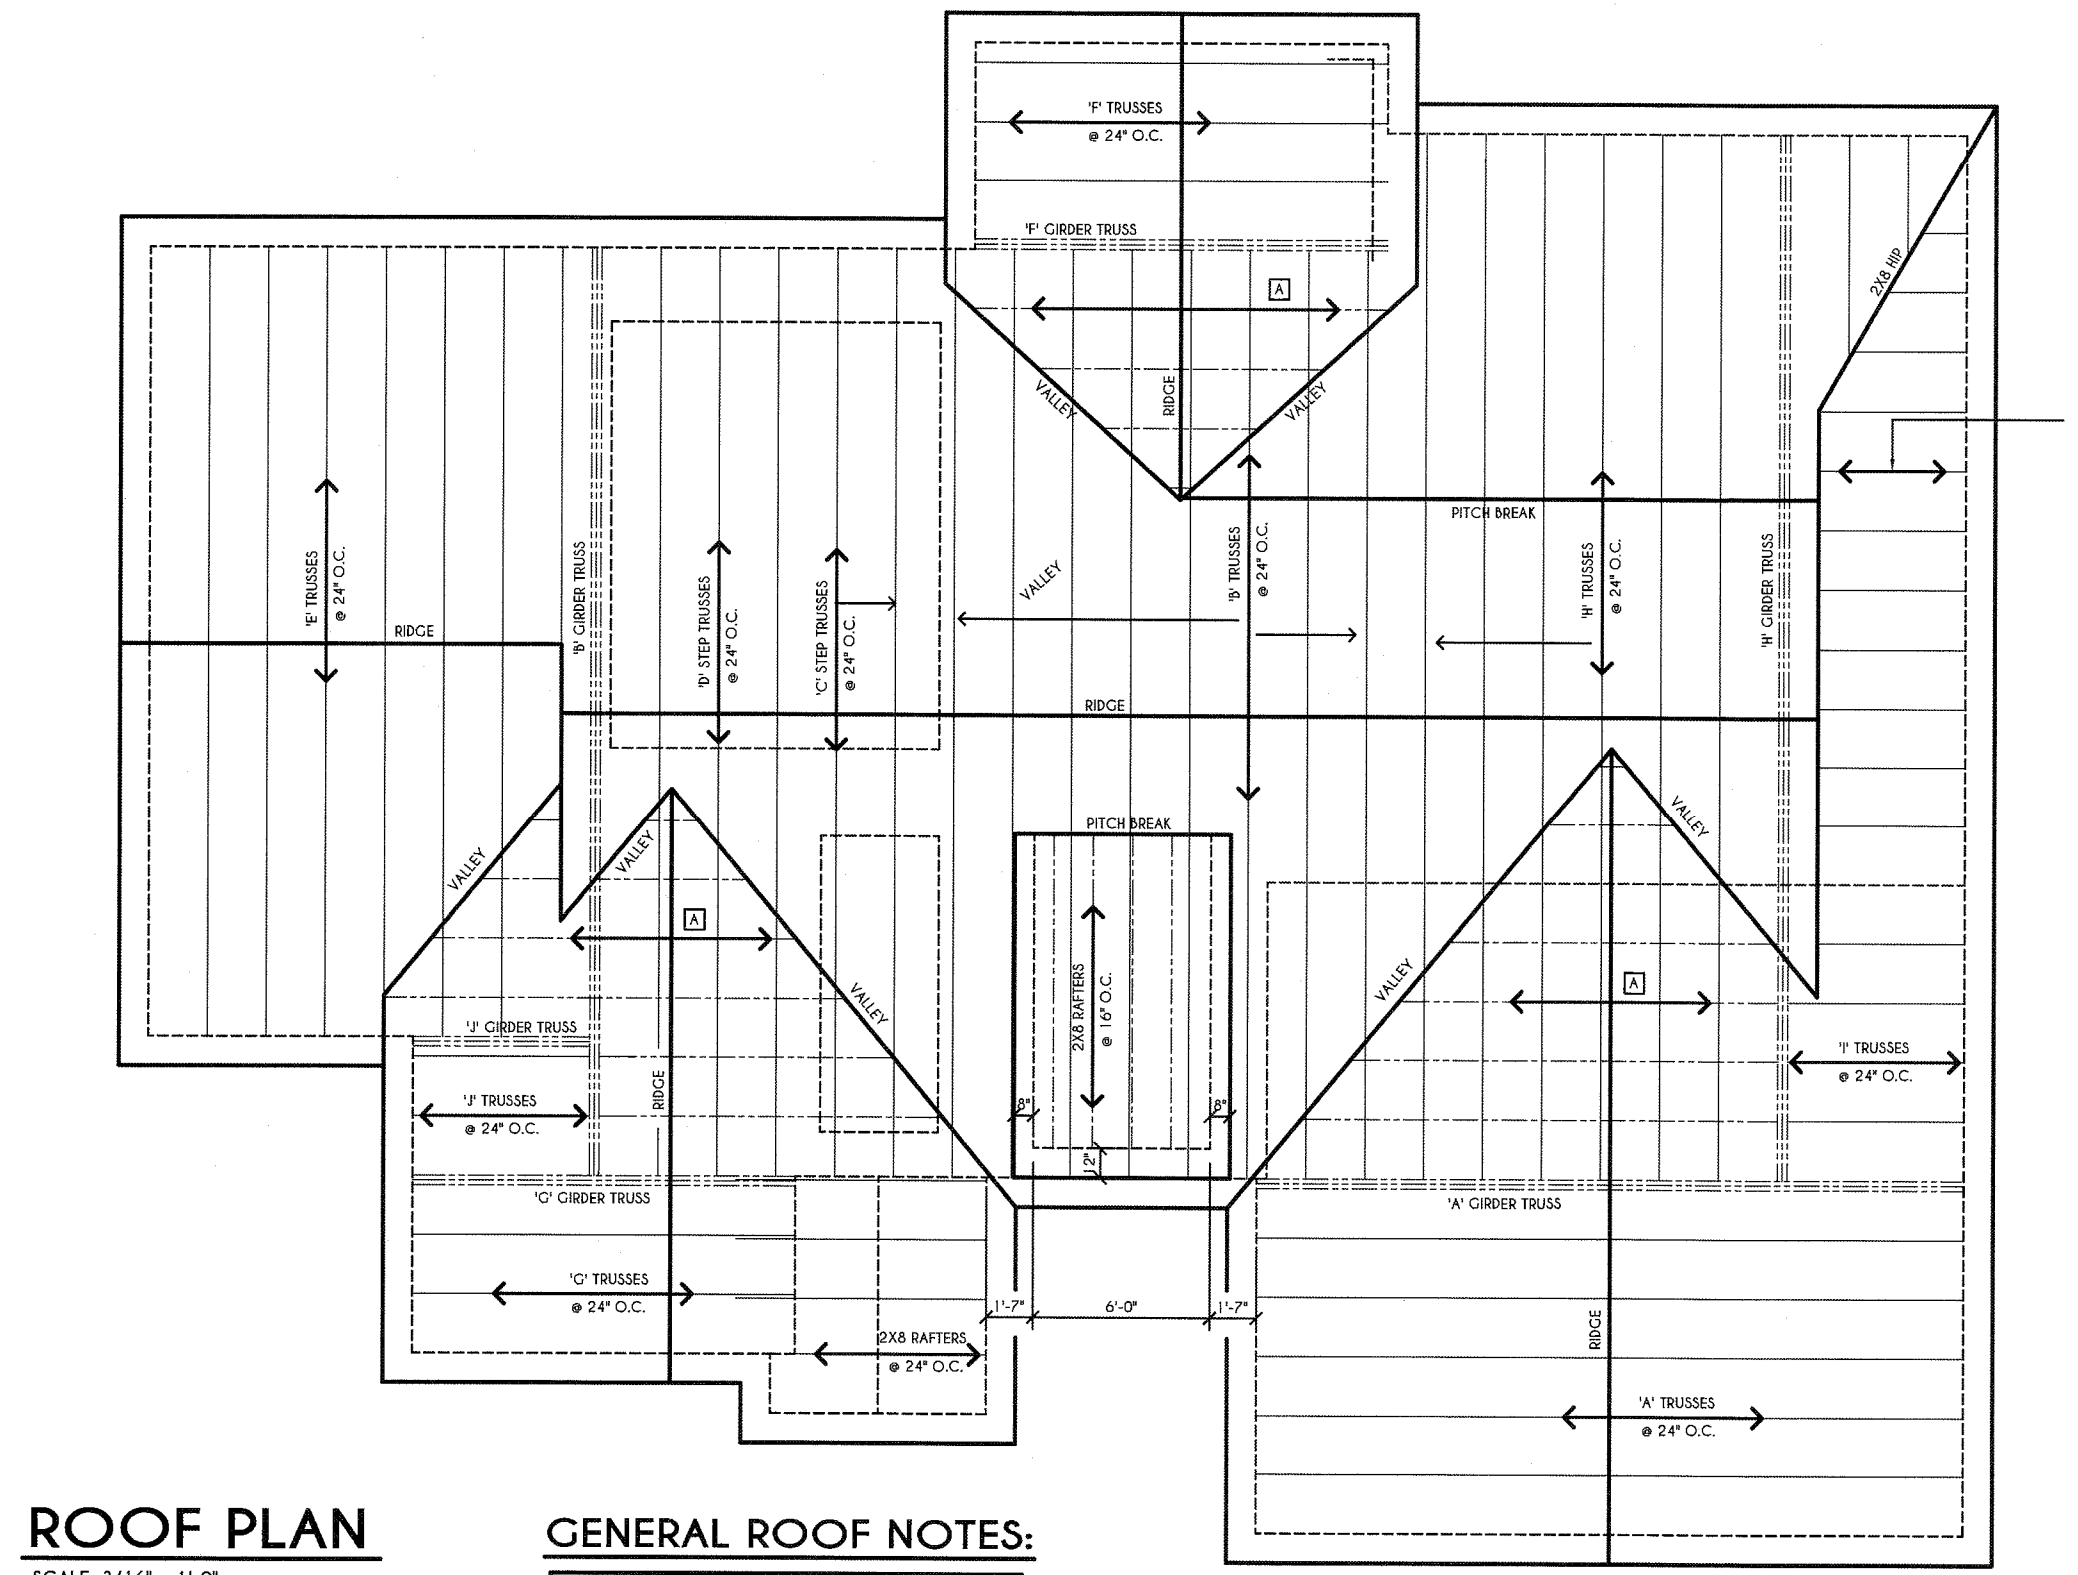 'F' TRUSSES
@ 24" O.C.
'F' GIRDER TRUSS
A
2X8 HIP
VALLEY
RIDGE
VALLEY
PITCH BREAK
'E' TRUSSES
@ 24" O.C.
RIDGE
'B' GIRDER TRUSS
'D' STEP TRUSSES
@ 24" O.C.
'C' STEP TRUSSES
@ 24" O.C.
VALLEY
'B' TRUSSES
@ 24" O.C.
'H' TRUSSES
@ 24" O.C.
'H' GIRDER TRUSS
RIDGE
PITCH BREAK
VALLEY
VALLEY
VALLEY
A
VALLEY
2X8 RAFTERS
@ 16" O.C.
VALLEY
A
'J' GIRDER TRUSS
'J' TRUSSES
@ 24" O.C.
RIDGE
8"
8"
12"
'I' TRUSSES
@ 24" O.C.
'G' GIRDER TRUSS
'A' GIRDER TRUSS
'G' TRUSSES
@ 24" O.C.
1'-7"
6'-0"
1'-7"
2X8 RAFTERS
@ 24" O.C.
RIDGE
'A' TRUSSES
@ 24" O.C.
ROOF PLAN
GENERAL ROOF NOTES: